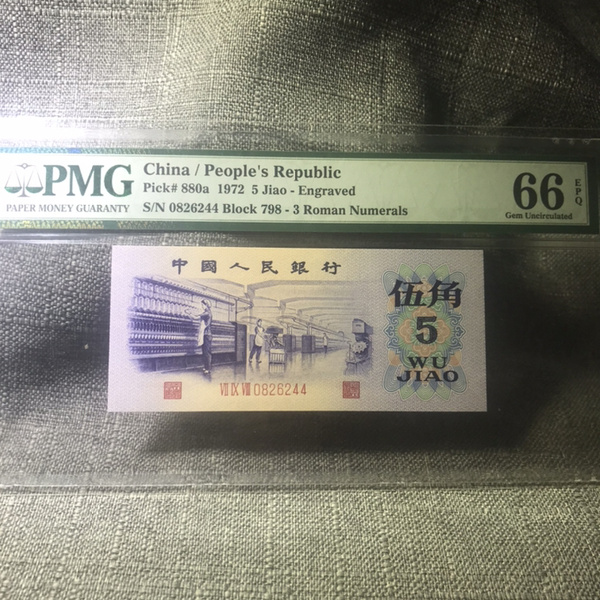 PMG
PAPER MONEY GUARANTY
China / People's Republic
Pick# 880a 1972 5 Jiao - Engraved
S/N 0826244 Block 798 - 3 Roman Numerals
66 EPQ
Gem Uncirculated
中國人民銀行
伍角
5
WU
JIAO
VII IX VIII 0826244